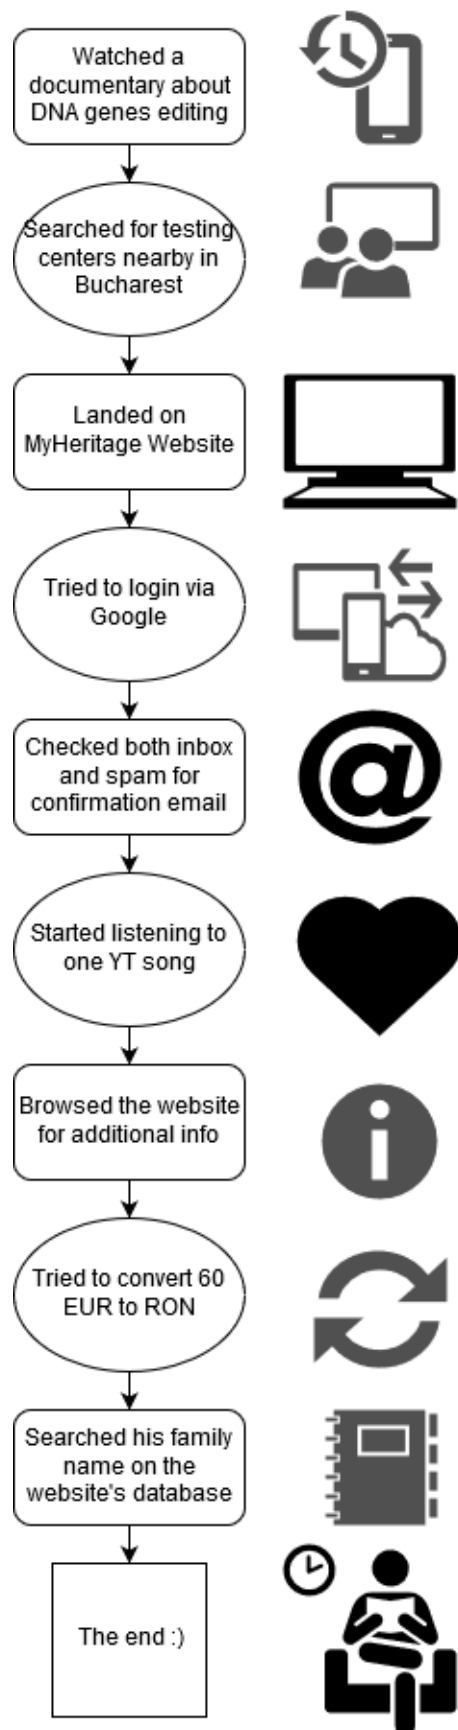 Watched a
documentary about
DNA genes editing
Searched for testing
centers nearby in
Bucharest
Landed on
MyHeritage Website
Tried to login via
Google
Checked both inbox
and spam for
confirmation email
Started listening to
one YT song
Browsed the website
for additional info
Tried to convert 60
EUR to RON
Searched his family
name on the
website's database
The end :)